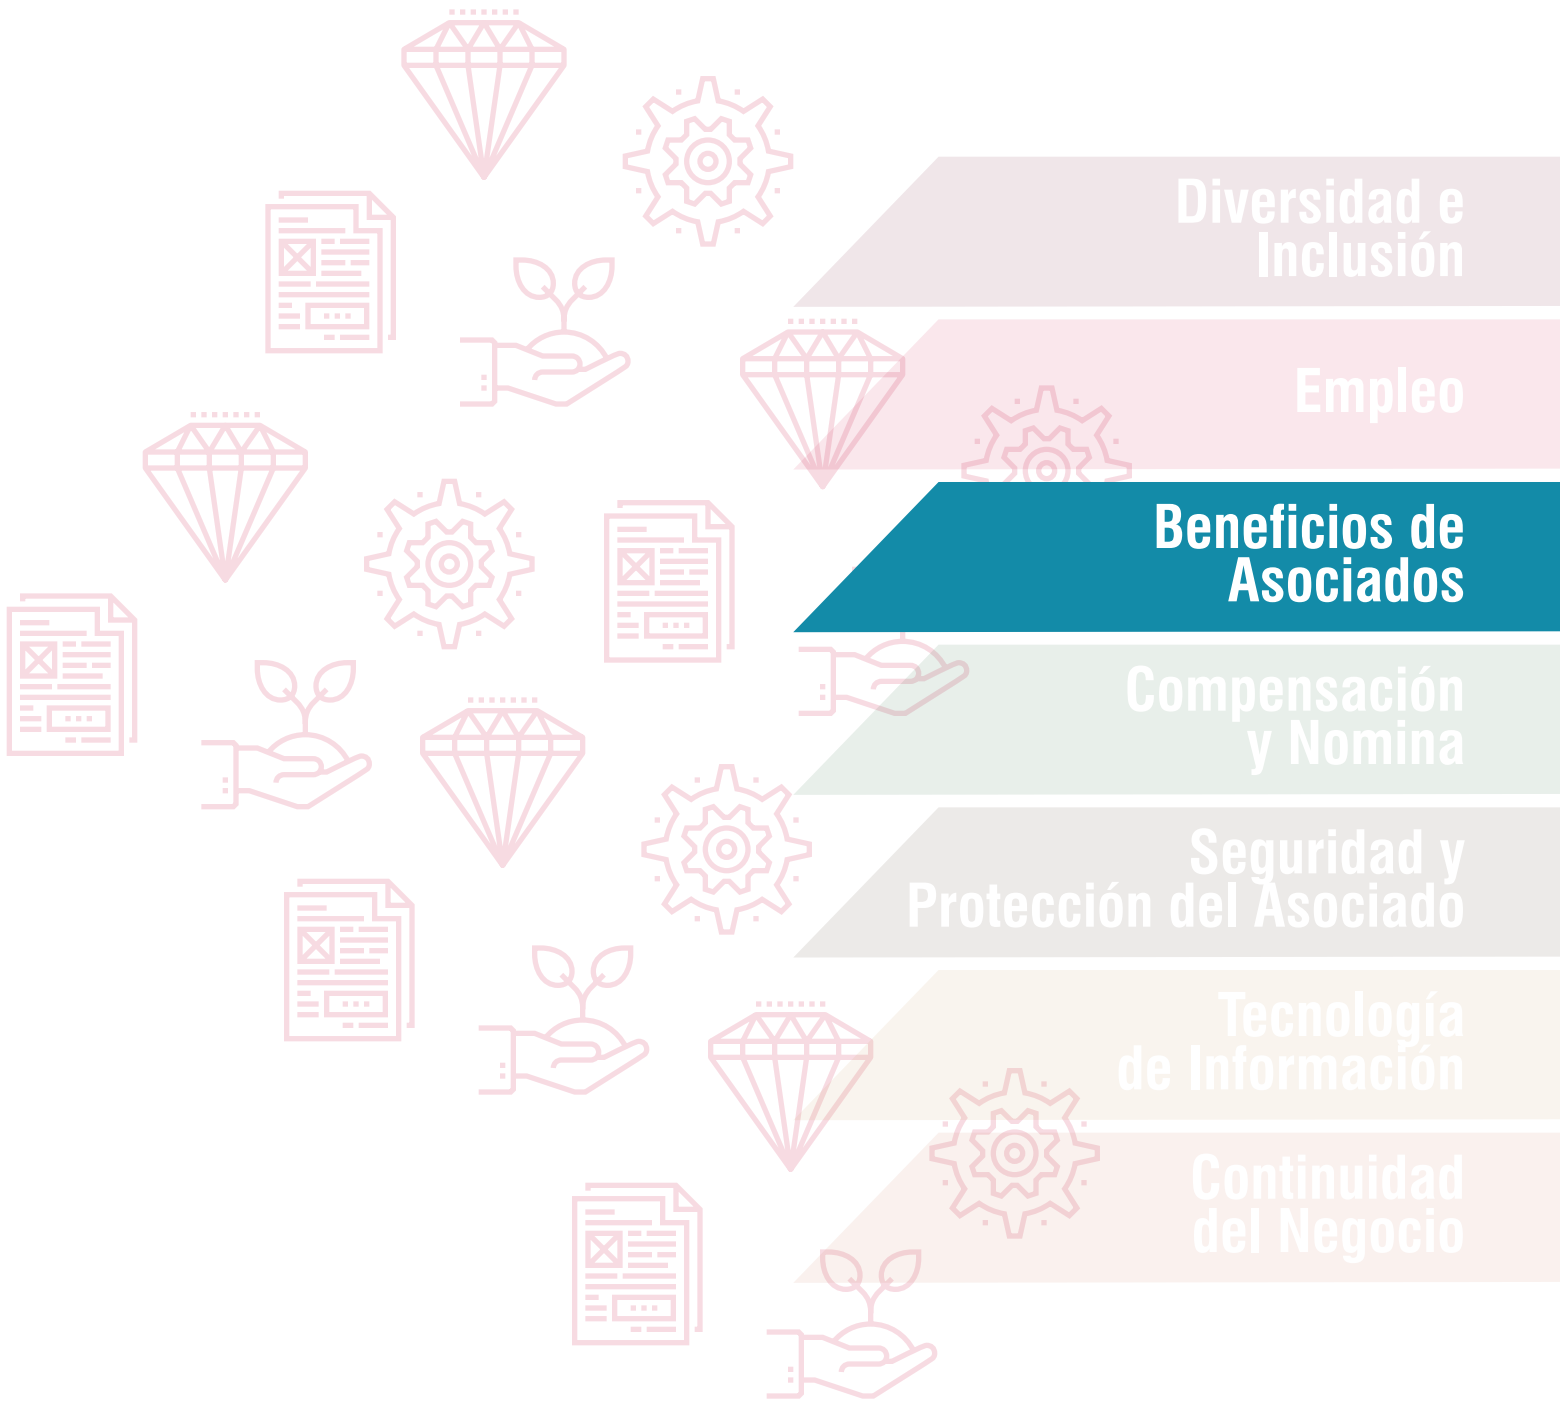 Diversidad e
Inclusión
Empleo
Beneficios de
Asociados
Compensación
y Nomina
Seguridad y
Protección del Asociado
Tecnología
de Información
Continuidad
del Negocio